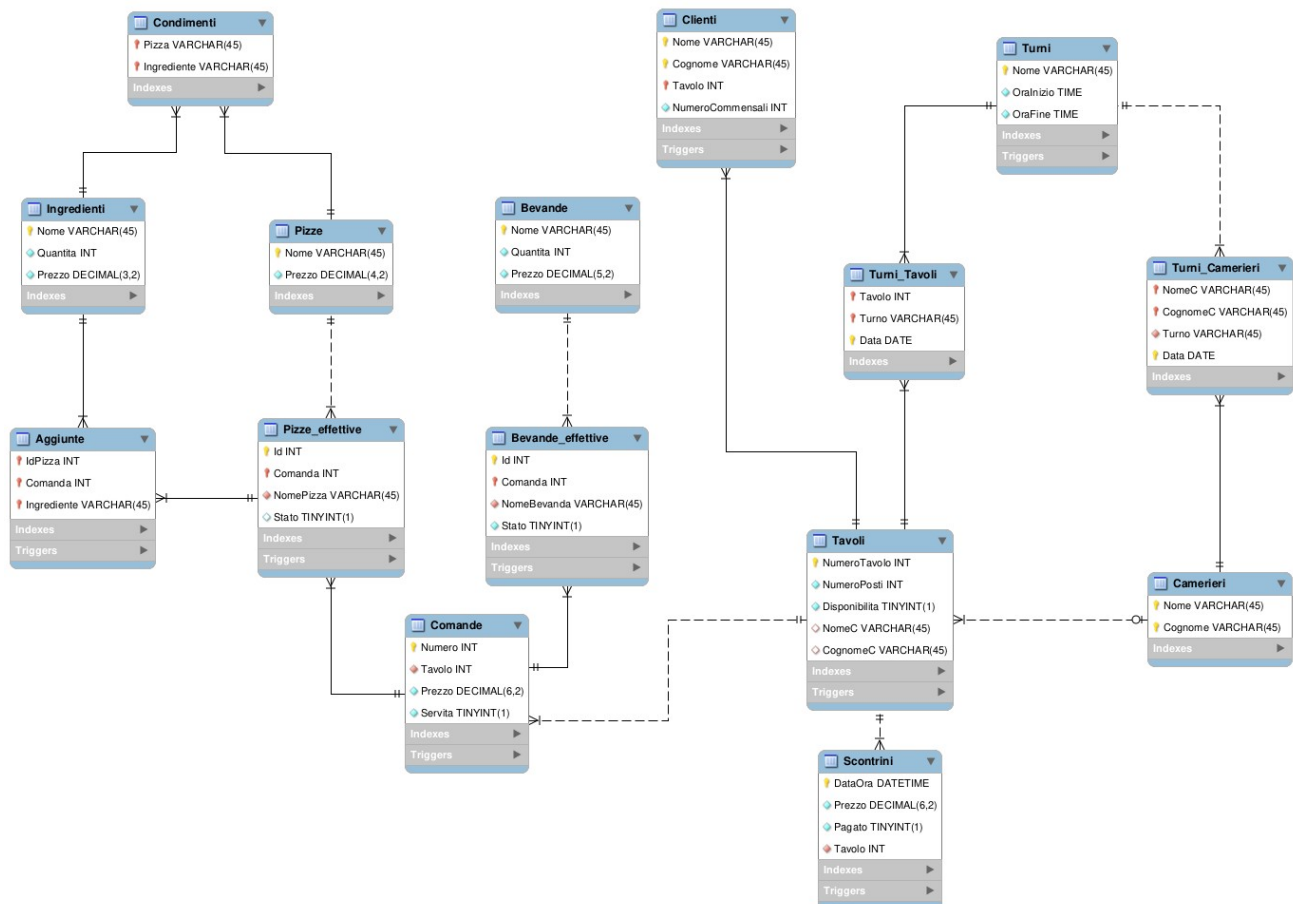 Condimenti
Pizza VARCHAR(45)
Ingrediente VARCHAR(45)
Indexes
Clienti
Nome VARCHAR(45)
Cognome VARCHAR(45)
Tavolo INT
NumeroCommensali INT
Indexes
Triggers
Turni
Nome VARCHAR(45)
OraInizio TIME
OraFine TIME
Indexes
Triggers
Ingredienti
Nome VARCHAR(45)
Quantita INT
Prezzo DECIMAL(3,2)
Indexes
Pizze
Nome VARCHAR(45)
Prezzo DECIMAL(4,2)
Indexes
Bevande
Nome VARCHAR(45)
Quantita INT
Prezzo DECIMAL(5,2)
Indexes
Turni_Tavoli
Tavolo INT
Turno VARCHAR(45)
Data DATE
Indexes
Turni_Camerieri
NomeC VARCHAR(45)
CognomeC VARCHAR(45)
Turno VARCHAR(45)
Data DATE
Indexes
Aggiunte
IdPizza INT
Comanda INT
Ingrediente VARCHAR(45)
Indexes
Triggers
Pizze_effettive
Id INT
Comanda INT
NomePizza VARCHAR(45)
Stato TINYINT(1)
Indexes
Triggers
Bevande_effettive
Id INT
Comanda INT
NomeBevanda VARCHAR(45)
Stato TINYINT(1)
Indexes
Triggers
Tavoli
NumeroTavolo INT
NumeroPosti INT
Disponibilita TINYINT(1)
NomeC VARCHAR(45)
CognomeC VARCHAR(45)
Indexes
Triggers
Camerieri
Nome VARCHAR(45)
Cognome VARCHAR(45)
Indexes
Comande
Numero INT
Tavolo INT
Prezzo DECIMAL(6,2)
Servita TINYINT(1)
Indexes
Triggers
Scontrini
DataOra DATETIME
Prezzo DECIMAL(6,2)
Pagato TINYINT(1)
Tavolo INT
Indexes
Triggers